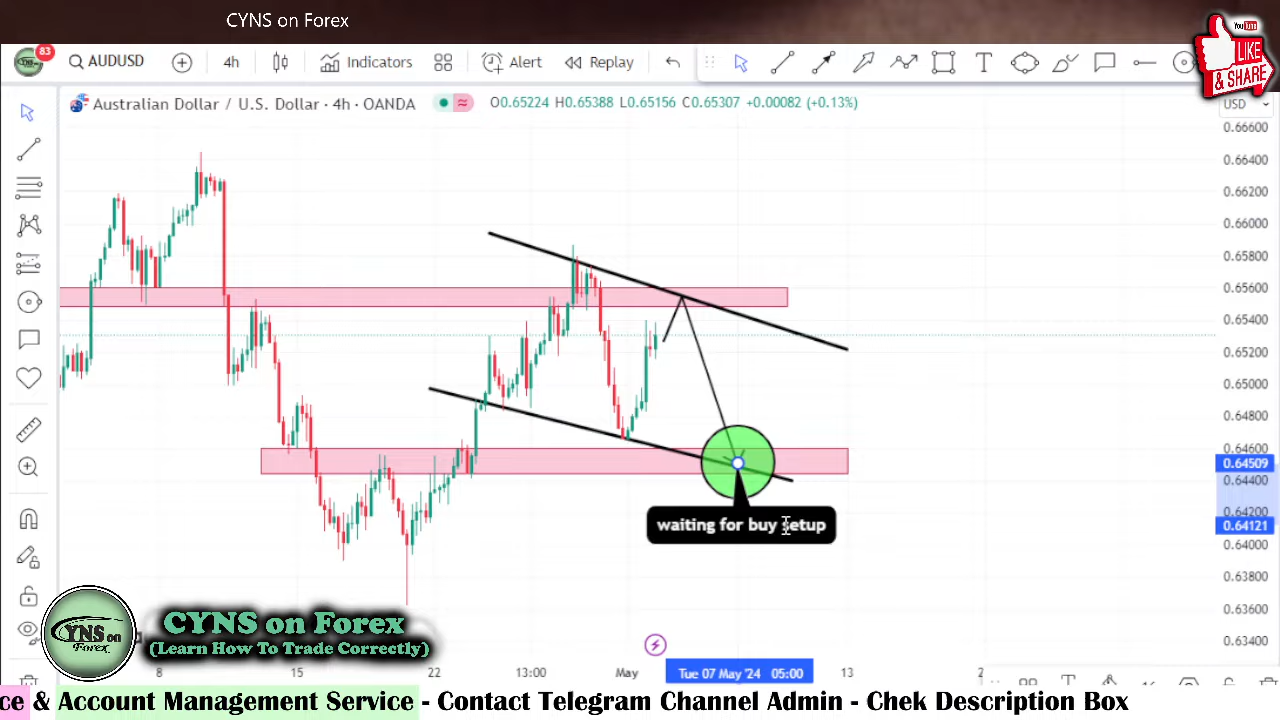 CYNS on Forex
83
AUDUSD
4h
Indicators
Alert
Replay
YouTube
LIKE
& SHARE
Australian Dollar / U.S. Dollar · 4h · OANDA
O0.65224 H0.65388 L0.65156 C0.65307 +0.00082 (+0.13%)
USD
0.66600
0.66400
0.66200
0.66000
0.65800
0.65600
0.65400
0.65200
0.65000
0.64800
0.64600
0.64509
0.64400
0.64200
0.64121
0.64000
0.63800
0.63600
0.63400
waiting for buy setup
CYNS on Forex
CYNS on Forex
(Learn How To Trade Correctly)
8
15
22
13:00
May
Tue 07 May '24 05:00
13
ce & Account Management Service - Contact Telegram Channel Admin - Chek Description Box